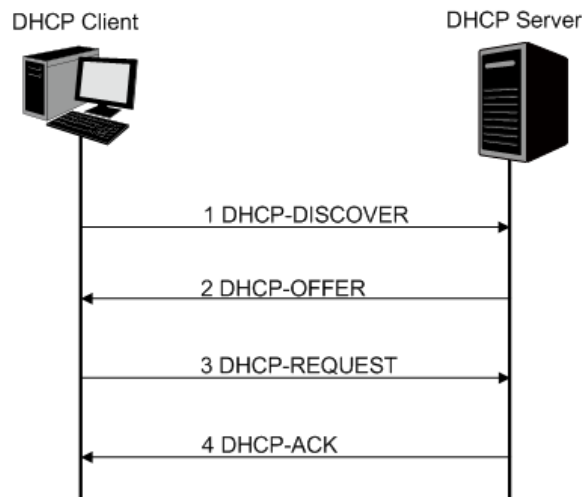 DHCP Client
DHCP Server
1 DHCP-DISCOVER
2 DHCP-OFFER
3 DHCP-REQUEST
4 DHCP-ACK